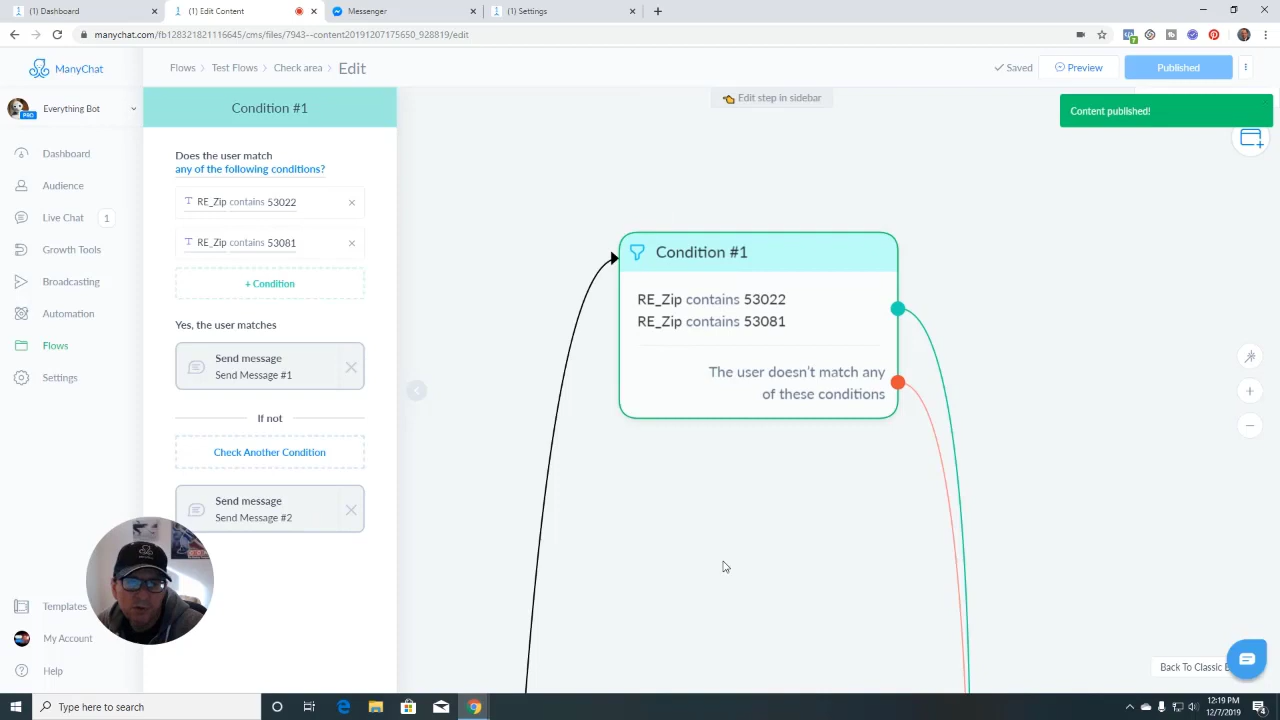 (1) Dashboard
(1) Edit Content
Messenger
(1) Settings
manychat.com/fb128321821116645/cms/files/7943--content20191207175650_928819/edit
ManyChat
Flows > Test Flows > Check area > Edit
Saved
Preview
Published
Everything Bot
PRO
Condition #1
Edit step in sidebar
Content published!
Dashboard
Audience
Live Chat 1
Growth Tools
Broadcasting
Automation
Flows
Settings
Does the user match
any of the following conditions?
RE_Zip contains 53022
RE_Zip contains 53081
+ Condition
Yes, the user matches
Send message
Send Message #1
If not
Check Another Condition
Send message
Send Message #2
Condition #1
RE_Zip contains 53022
RE_Zip contains 53081
The user doesn't match any
of these conditions
Templates
My Account
Help
Back To Classic
Type here to search
12:19 PM
12/7/2019
4